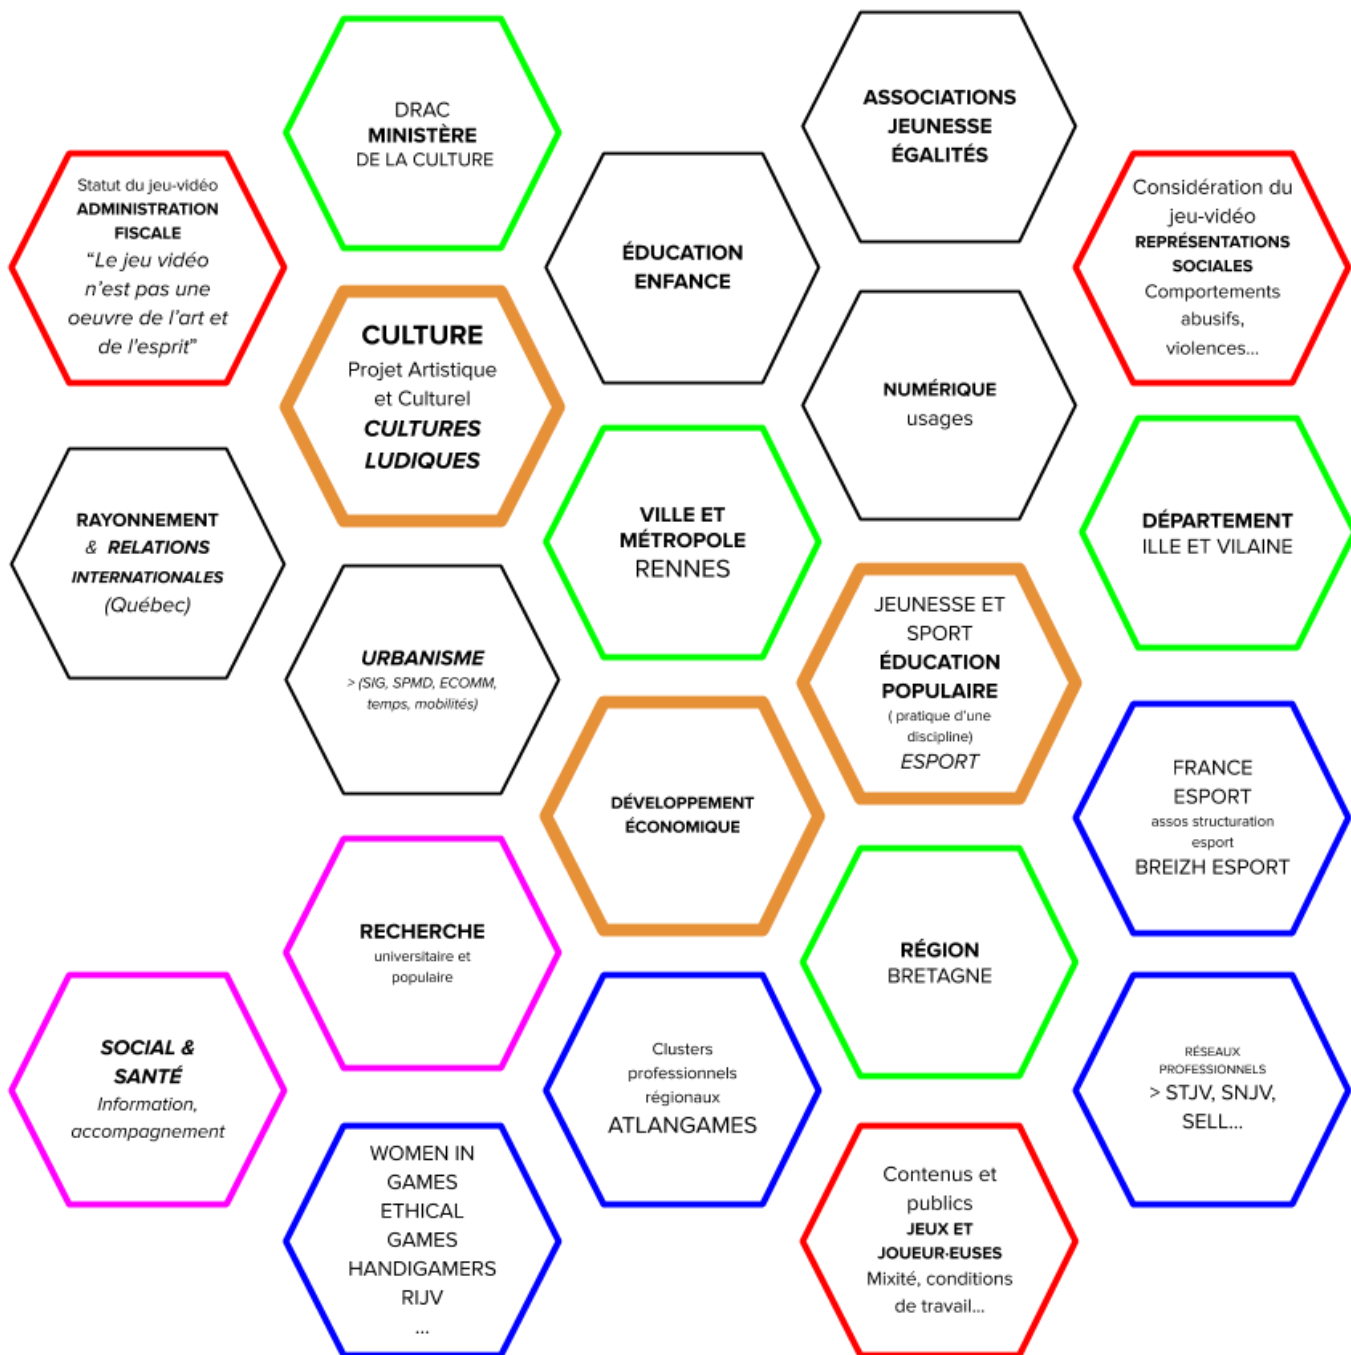 DRAC
MINISTÈRE
DE LA CULTURE
ASSOCIATIONS
JEUNESSE
ÉGALITÉS
Statut du jeu-vidéo
ADMINISTRATION
FISCALE
“Le jeu vidéo
n’est pas une
oeuvre de l’art et
de l’esprit”
ÉDUCATION
ENFANCE
Considération du
jeu-vidéo
REPRÉSENTATIONS
SOCIALES
Comportements
abusifs,
violences...
CULTURE
Projet Artistique
et Culturel
CULTURES
LUDIQUES
NUMÉRIQUE
usages
RAYONNEMENT
& RELATIONS
INTERNATIONALES
(Québec)
VILLE ET
MÉTROPOLE
RENNES
DÉPARTEMENT
ILLE ET VILAINE
URBANISME
> (SIG, SPMD, ECOMM,
temps, mobilités)
JEUNESSE ET
SPORT
ÉDUCATION
POPULAIRE
( pratique d’une
discipline)
ESPORT
DÉVELOPPEMENT
ÉCONOMIQUE
FRANCE
ESPORT
assos structuration
esport
BREIZH ESPORT
RECHERCHE
universitaire et
populaire
RÉGION
BRETAGNE
SOCIAL &
SANTÉ
Information,
accompagnement
Clusters
professionnels
régionaux
ATLANGAMES
RÉSEAUX
PROFESSIONNELS
> STJV, SNJV,
SELL...
WOMEN IN
GAMES
ETHICAL
GAMES
HANDIGAMERS
RIJV
...
Contenus et
publics
JEUX ET
JOUEUR·EUSES
Mixité, conditions
de travail...